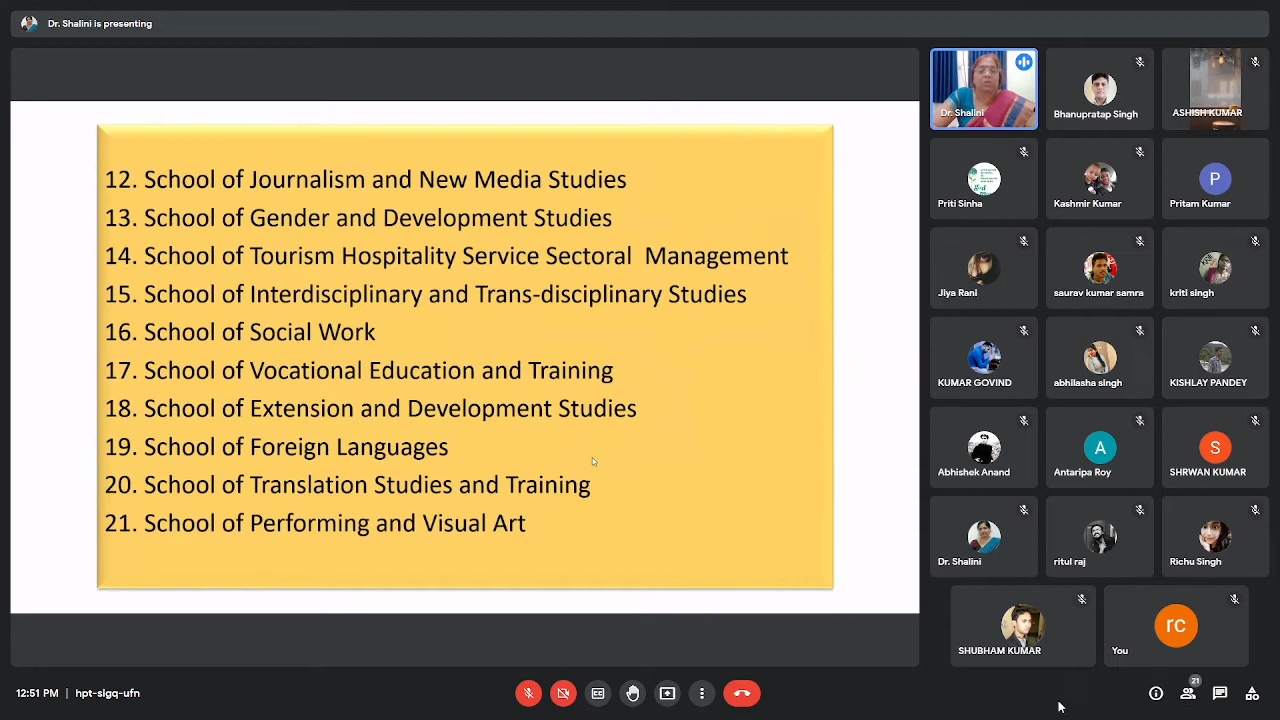 Dr. Shalini is presenting
12. School of Journalism and New Media Studies
13. School of Gender and Development Studies
14. School of Tourism Hospitality Service Sectoral  Management
15. School of Interdisciplinary and Trans-disciplinary Studies
16. School of Social Work
17. School of Vocational Education and Training
18. School of Extension and Development Studies
19. School of Foreign Languages
20. School of Translation Studies and Training
21. School of Performing and Visual Art
Dr. Shalini
Bhanupratap Singh
ASHISH KUMAR
Priti Sinha
Kashmir Kumar
P
Pritam Kumar
Jiya Rani
saurav kumar samra
kriti singh
KUMAR GOVIND
abhilasha singh
KISHLAY PANDEY
Abhishek Anand
A
Antaripa Roy
S
SHRWAN KUMAR
Dr. Shalini
ritul raj
Richu Singh
SHUBHAM KUMAR
rc
You
12:51 PM | hpt-sigq-ufn
21